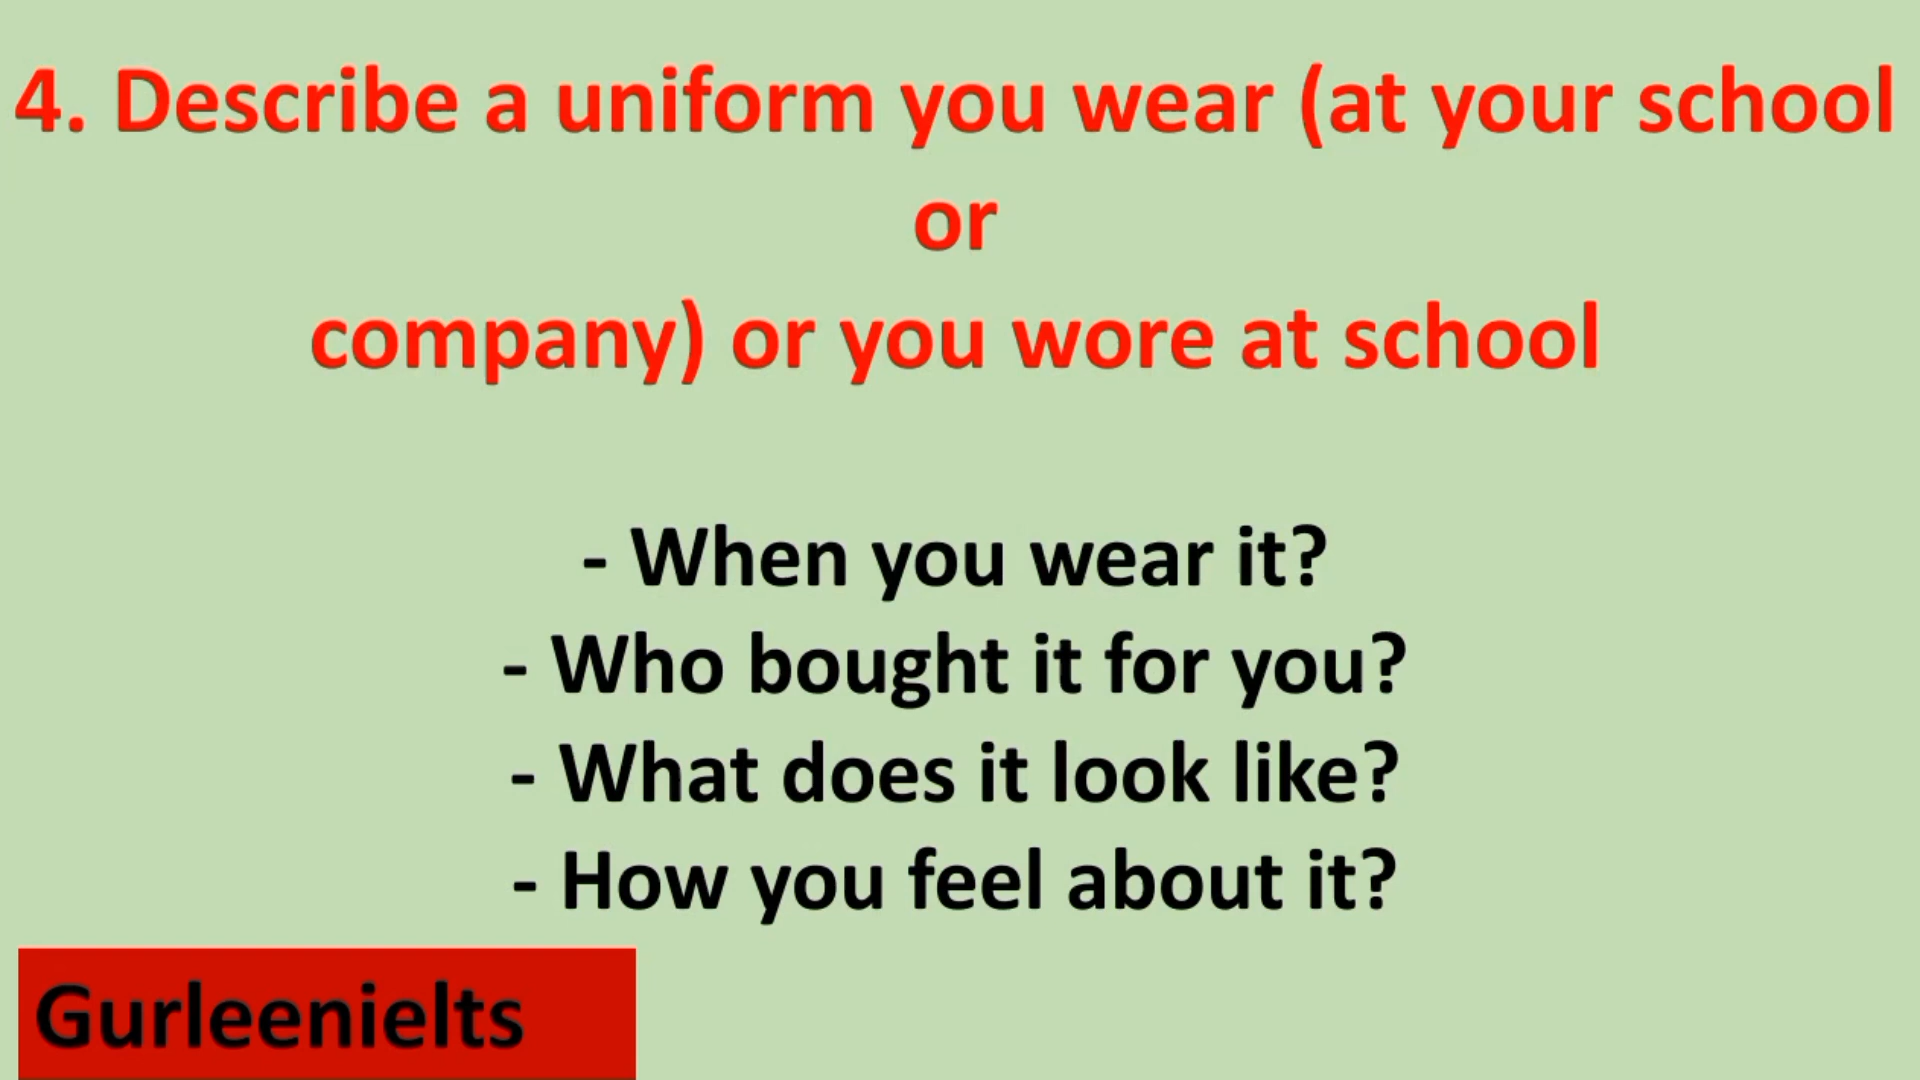 4. Describe a uniform you wear (at your school
or
company) or you wore at school
- When you wear it?
- Who bought it for you?
- What does it look like?
- How you feel about it?
Gurleenielts